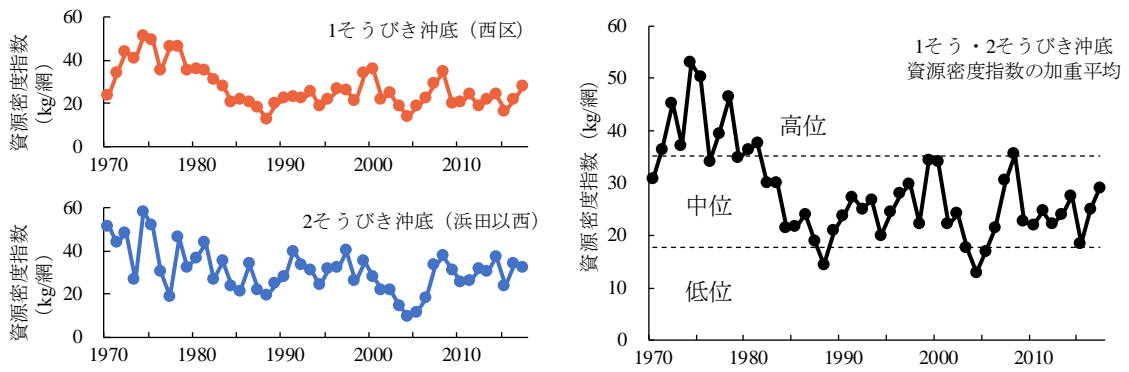 1そうびき沖底（西区）
資源密度指数
（kg/網）
60
40
20
0
1970
1980
1990
2000
2010
2そうびき沖底（浜田以西）
資源密度指数
（kg/網）
60
40
20
0
1970
1980
1990
2000
2010
1そう・2そうびき沖底
資源密度指数の加重平均
資源密度指数（kg/網）
60
50
40
30
20
10
0
高位
中位
低位
1970
1980
1990
2000
2010